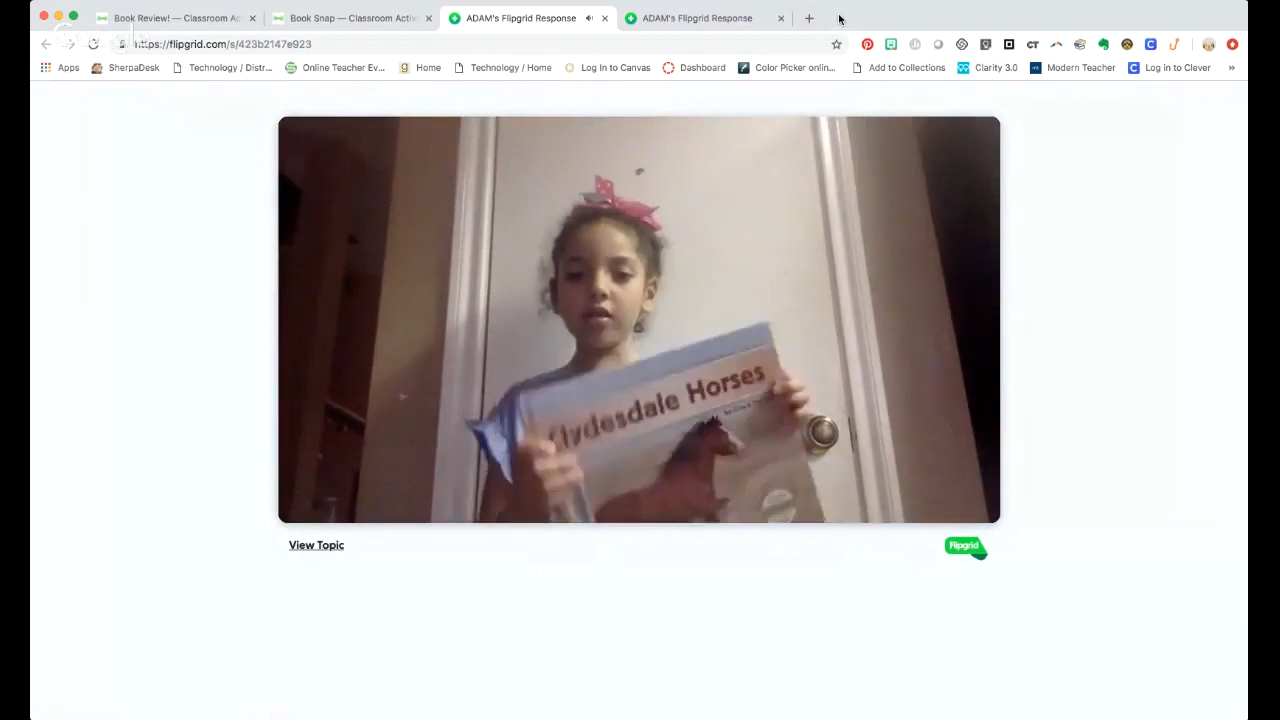 Book Review! — Classroom Ac
Book Snap — Classroom Activi
ADAM's Flipgrid Response
ADAM's Flipgrid Response
https://flipgrid.com/s/423b2147e923
Apps SherpaDesk Technology / Distr... Online Teacher Ev... Home Technology / Home Log In to Canvas Dashboard Color Picker onlin... Add to Collections Clarity 3.0 Modern Teacher Log in to Clever »
Clydesdale Horses
View Topic
Flipgrid